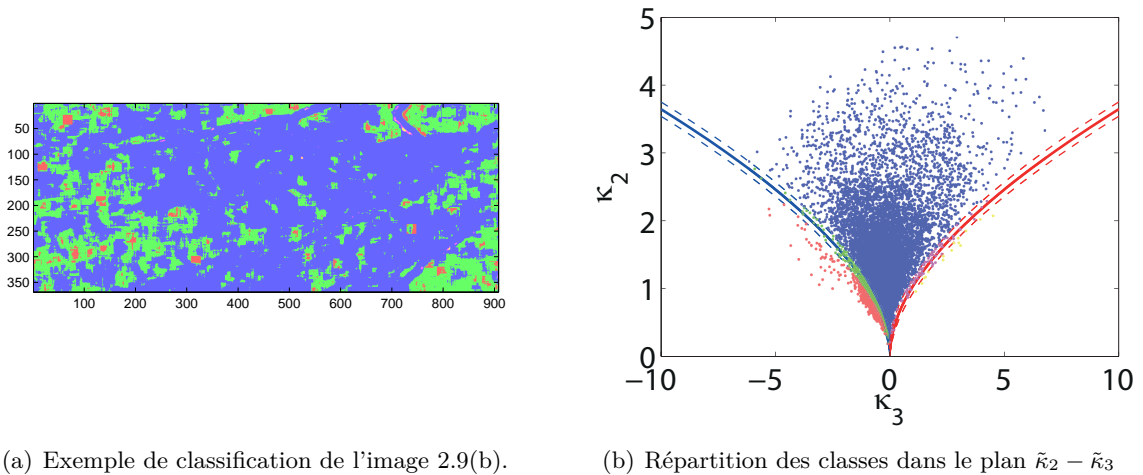 50
100
150
200
250
300
350
100 200 300 400 500 600 700 800 900
5
4
3
2
1
0
κ2
−10 −5 0 5 10
κ3
(a) Exemple de classification de l'image 2.9(b).
(b) Répartition des classes dans le plan κ̃2 − κ̃3